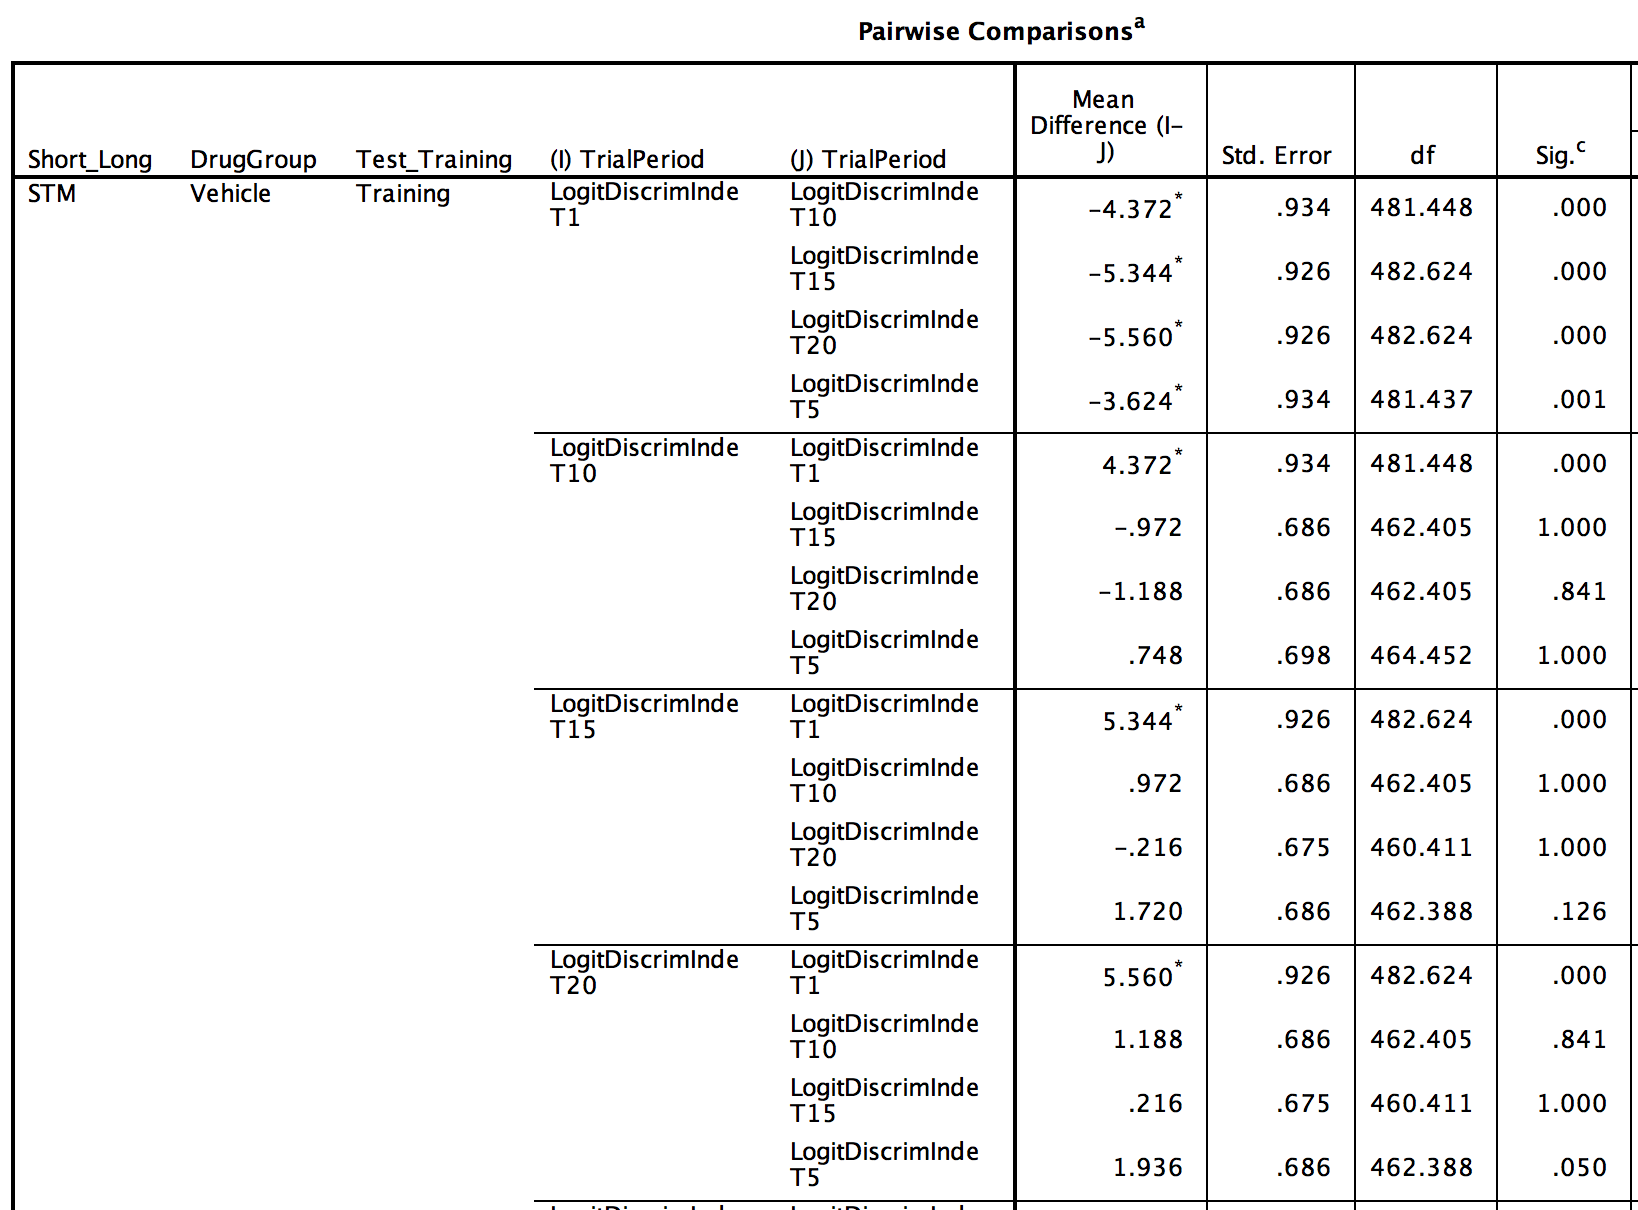 Pairwise Comparisonsa
Short_Long DrugGroup Test_Training (I) TrialPeriod (J) TrialPeriod Mean Difference (I–J) Std. Error df Sig.c
STM Vehicle Training LogitDiscrimInde T1 LogitDiscrimInde T10 –4.372* .934 481.448 .000
LogitDiscrimInde T15 –5.344* .926 482.624 .000
LogitDiscrimInde T20 –5.560* .926 482.624 .000
LogitDiscrimInde T5 –3.624* .934 481.437 .001
LogitDiscrimInde T10 LogitDiscrimInde T1 4.372* .934 481.448 .000
LogitDiscrimInde T15 –.972 .686 462.405 1.000
LogitDiscrimInde T20 –1.188 .686 462.405 .841
LogitDiscrimInde T5 .748 .698 464.452 1.000
LogitDiscrimInde T15 LogitDiscrimInde T1 5.344* .926 482.624 .000
LogitDiscrimInde T10 .972 .686 462.405 1.000
LogitDiscrimInde T20 –.216 .675 460.411 1.000
LogitDiscrimInde T5 1.720 .686 462.388 .126
LogitDiscrimInde T20 LogitDiscrimInde T1 5.560* .926 482.624 .000
LogitDiscrimInde T10 1.188 .686 462.405 .841
LogitDiscrimInde T15 .216 .675 460.411 1.000
LogitDiscrimInde T5 1.936 .686 462.388 .050